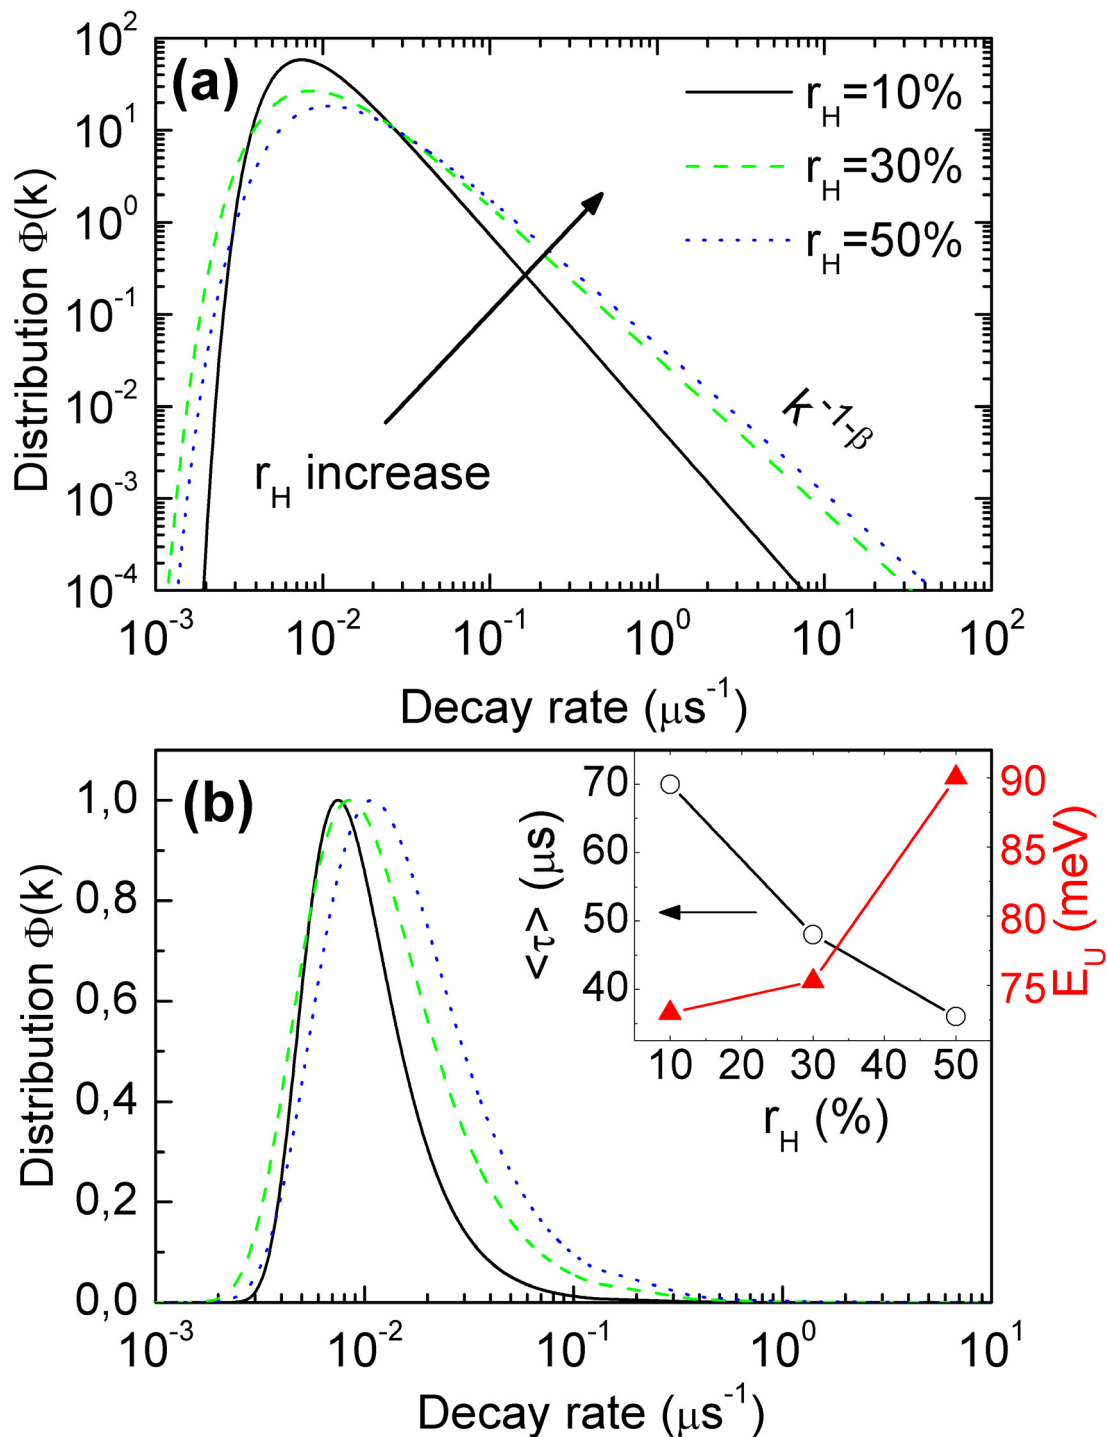 (a)
r_H=10%
r_H=30%
r_H=50%
10^2
10^1
10^0
10^-1
10^-2
10^-3
10^-4
Distribution Φ(k)
k^-1-β
r_H increase
10^-3 10^-2 10^-1 10^0 10^1 10^2
Decay rate (μs^-1)
(b)
1,0
0,8
0,6
0,4
0,2
0,0
Distribution Φ(k)
70
60
50
40
<τ> (μs)
90
85
80
75
E_U (meV)
10 20 30 40 50
r_H (%)
10^-3 10^-2 10^-1 10^0 10^1
Decay rate (μs^-1)